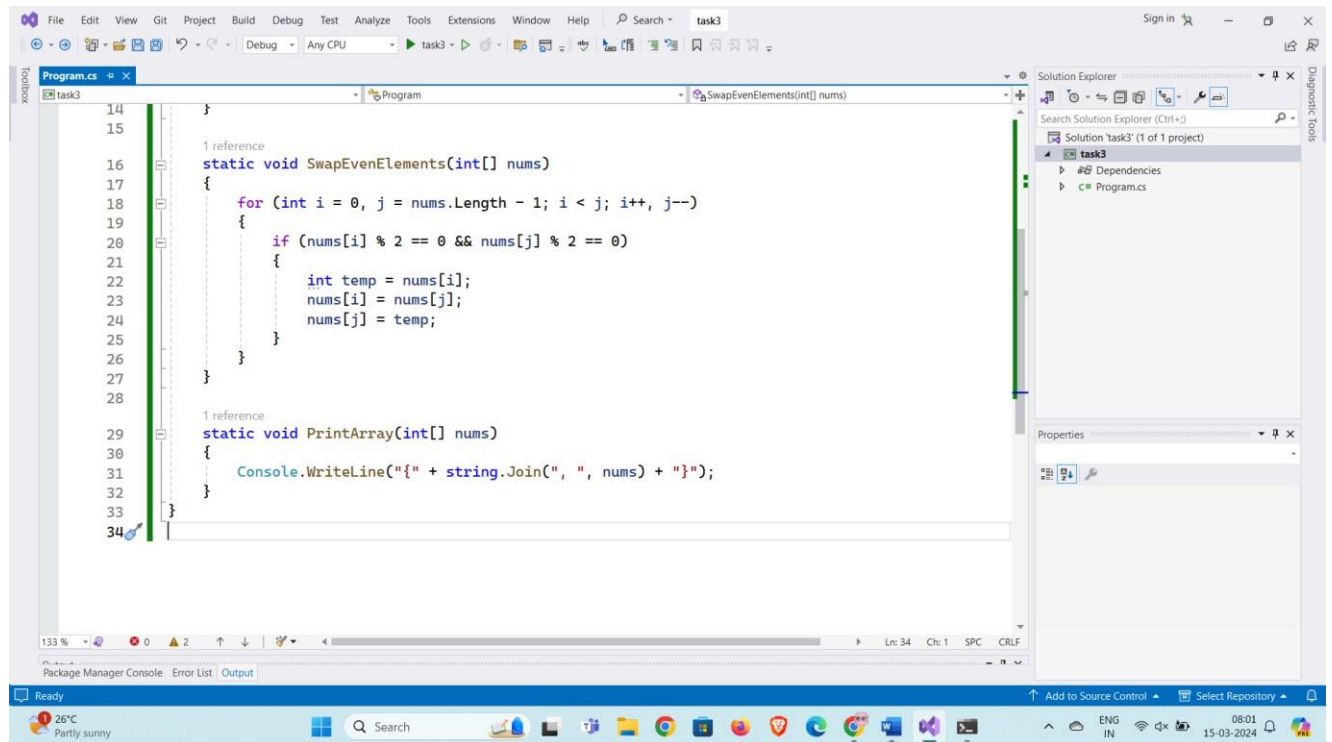 File Edit View Git Project Build Debug Test Analyze Tools Extensions Window Help Search task3 Sign in
Debug Any CPU task3
Toolbox
Program.cs
Solution Explorer
Diagnostic Tools
task3 Program SwapEvenElements(int[] nums)
Search Solution Explorer (Ctrl+;)
Solution 'task3' (1 of 1 project)
task3
Dependencies
C# Program.cs
14 }
15
1 reference
16 static void SwapEvenElements(int[] nums)
17 {
18 for (int i = 0, j = nums.Length - 1; i < j; i++, j--)
19 {
20 if (nums[i] % 2 == 0 && nums[j] % 2 == 0)
21 {
22 int temp = nums[i];
23 nums[i] = nums[j];
24 nums[j] = temp;
25 }
26 }
27 }
28
1 reference
29 static void PrintArray(int[] nums)
30 {
31 Console.WriteLine("{" + string.Join(", ", nums) + "}");
32 }
33 }
34
Properties
133 % 0 2 Ln: 34 Ch: 1 SPC CRLF
Package Manager Console Error List Output
Ready Add to Source Control Select Repository
1 26°C
Partly sunny
Search
ENG
IN
08:01
15-03-2024